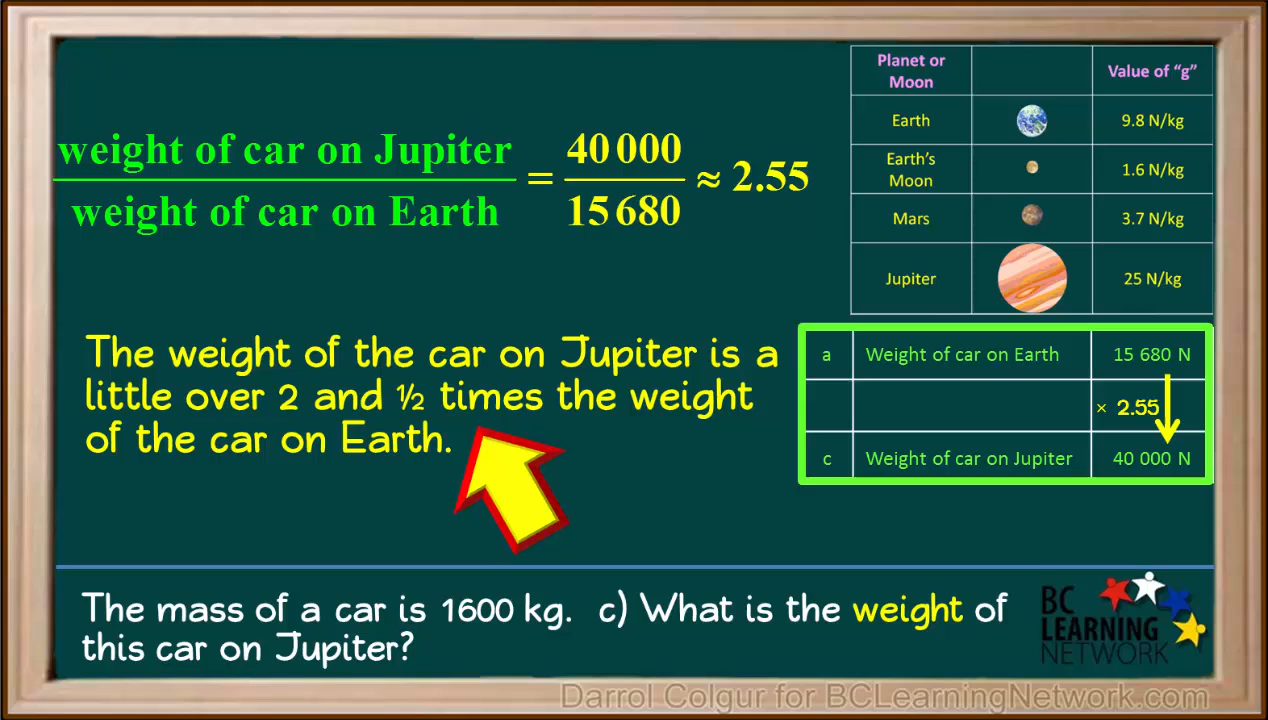 Planet or
Moon
Value of “g”
Earth
9.8 N/kg
Earth’s
Moon
1.6 N/kg
Mars
3.7 N/kg
Jupiter
25 N/kg
weight of car on Jupiter
weight of car on Earth
= 40 000 / 15 680 ≈ 2.55
The weight of the car on Jupiter is a
little over 2 and ½ times the weight
of the car on Earth.
a Weight of car on Earth 15 680 N
× 2.55
c Weight of car on Jupiter 40 000 N
The mass of a car is 1600 kg. c) What is the weight of
this car on Jupiter?
BC
LEARNING
NETWORK
Darrol Colgur for BCLearningNetwork.com